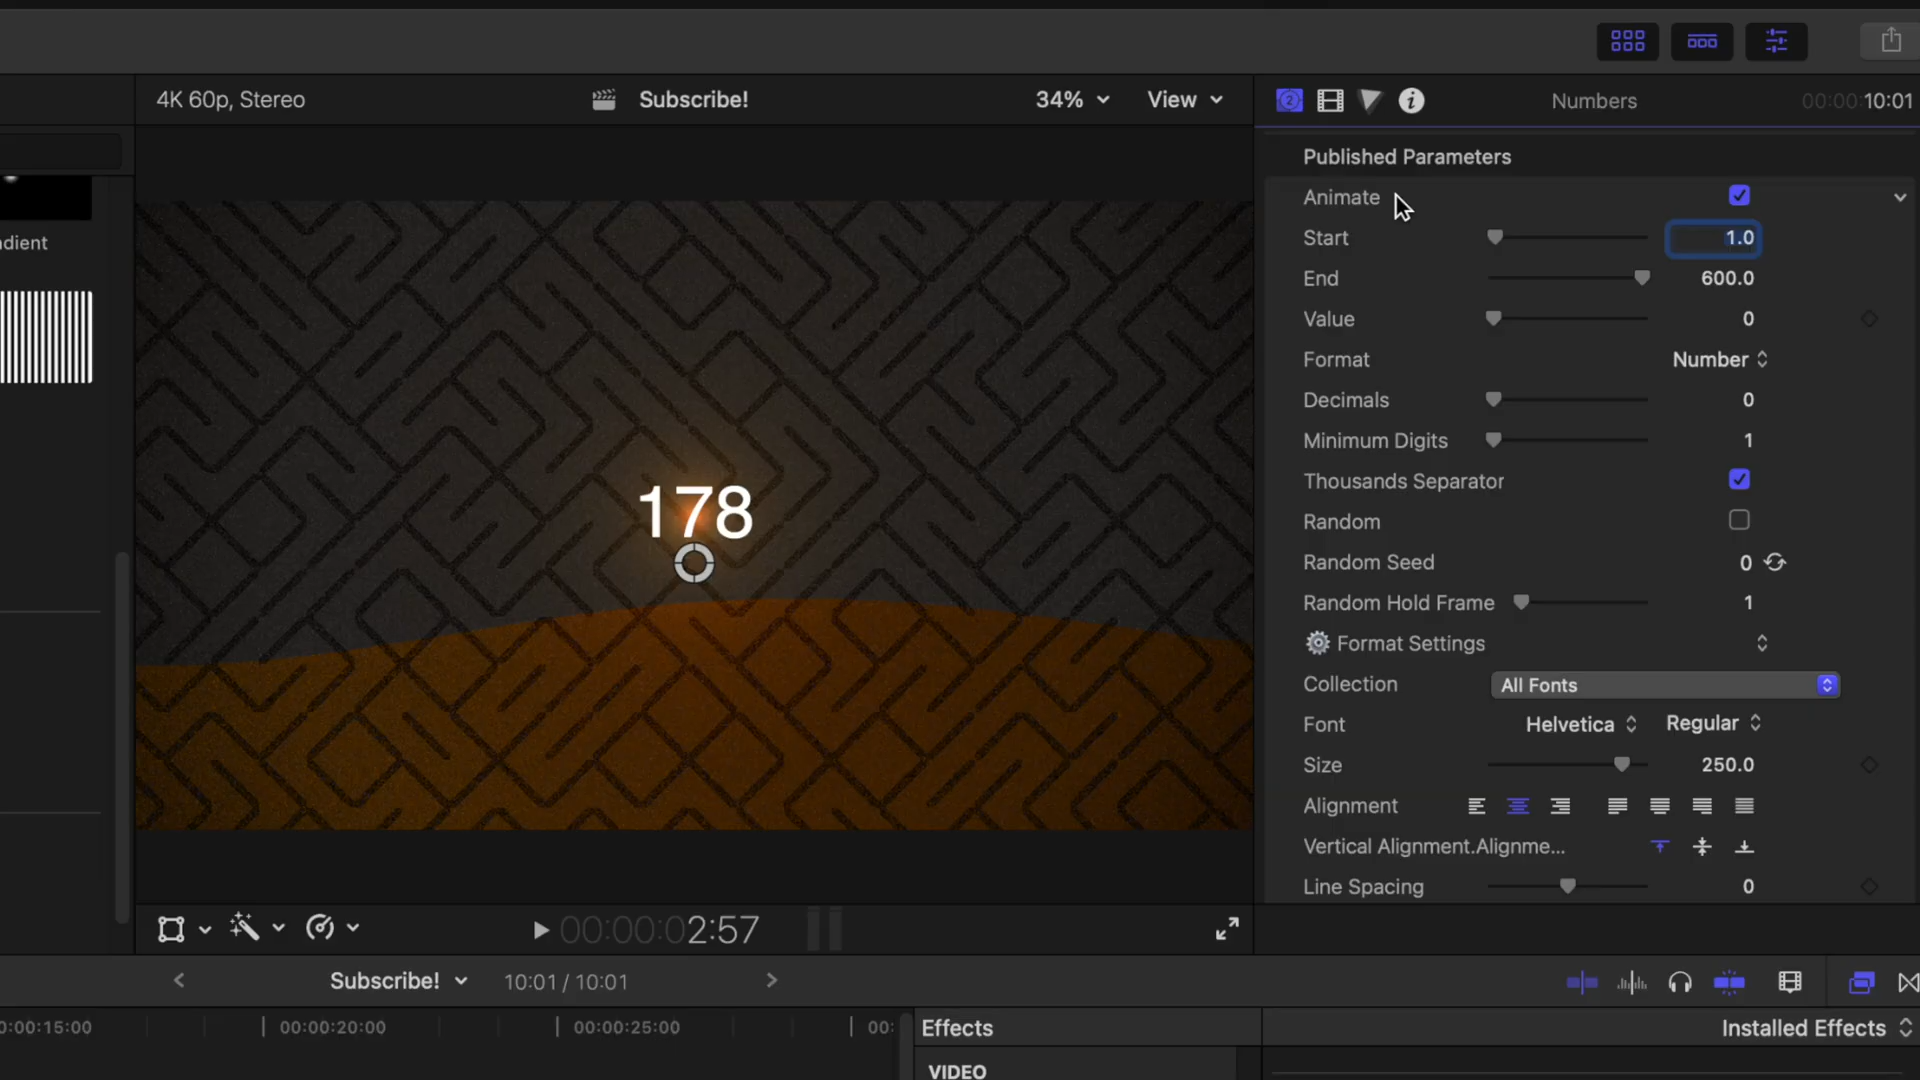 4K 60p, Stereo
Subscribe!
34%
View
Numbers
00:00:10:01
Published Parameters
Animate
Start
1.0
End
600.0
Value
0
Format
Number
Decimals
0
Minimum Digits
1
Thousands Separator
Random
Random Seed
0
Random Hold Frame
1
Format Settings
Collection
All Fonts
Font
Helvetica
Regular
Size
250.0
Alignment
Vertical Alignment.Alignme...
Line Spacing
0
dient
178
00:00:02:57
Subscribe!
10:01 / 10:01
0:00:15:00
00:00:20:00
00:00:25:00
00:
Effects
Installed Effects
VIDEO